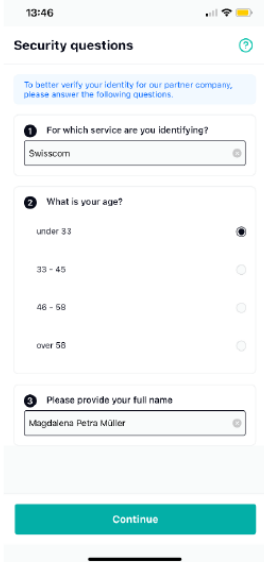 13:46
Security questions
?
To better verify your identity for our partner company,
please answer the following questions.
1 For which service are you identifying?
Swisscom
2 What is your age?
under 33
33 - 45
46 - 58
over 58
3 Please provide your full name
Magdalena Petra Müller
Continue